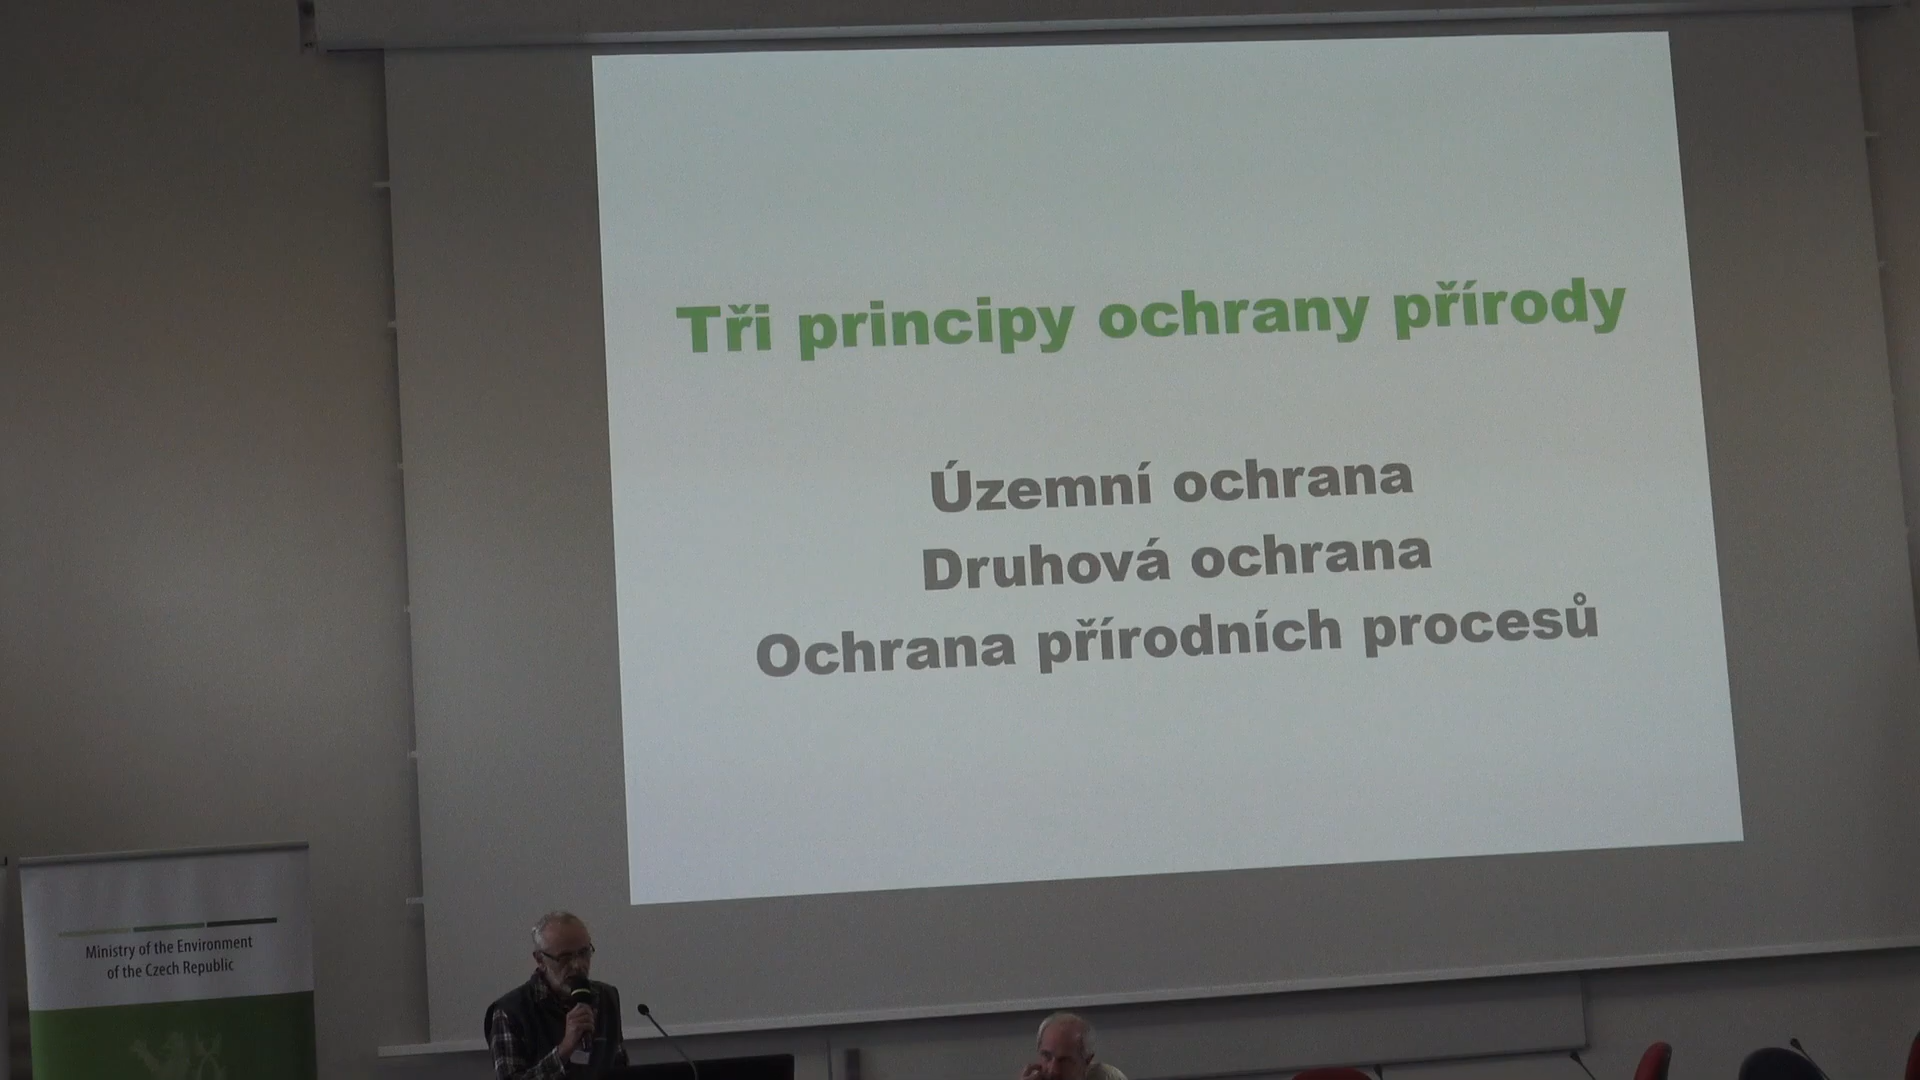 Tři principy ochrany přírody
Územní ochrana
Druhová ochrana
Ochrana přírodních procesů
Ministry of the Environment
of the Czech Republic